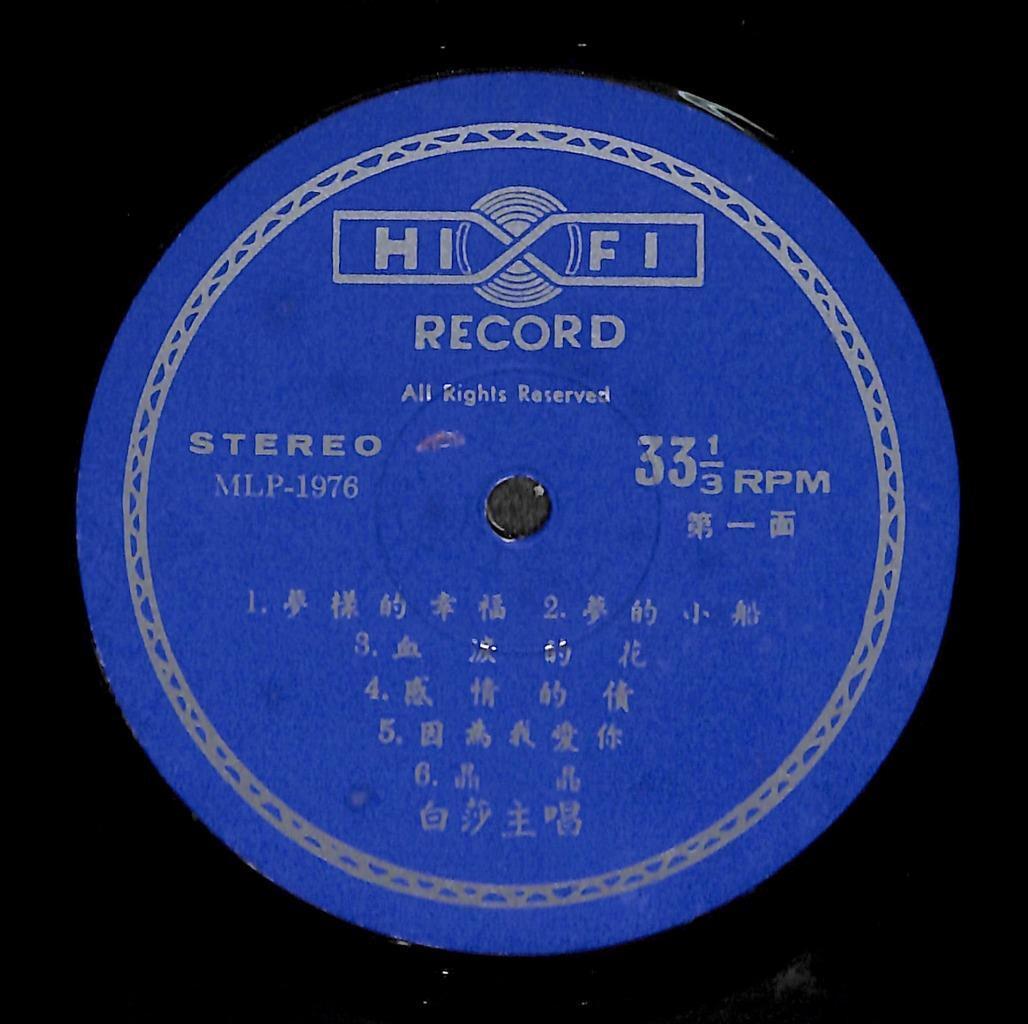 HI FI
RECORD
All Rights Reserved
STEREO
MLP-1976
33 1/3 RPM
第一面
1. 夢樣的幸福 2. 夢的小船
3. 血淚的花
4. 感情的債
5. 因為我愛你
6. 晶晶
白莎主唱